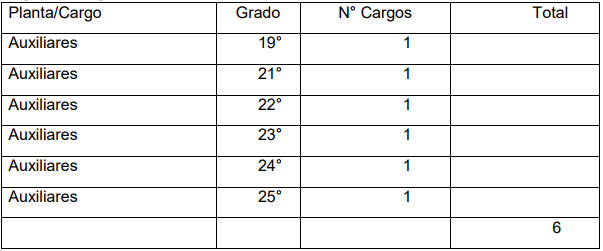 Planta/Cargo Grado N° Cargos Total
Auxiliares 19° 1
Auxiliares 21° 1
Auxiliares 22° 1
Auxiliares 23° 1
Auxiliares 24° 1
Auxiliares 25° 1
6